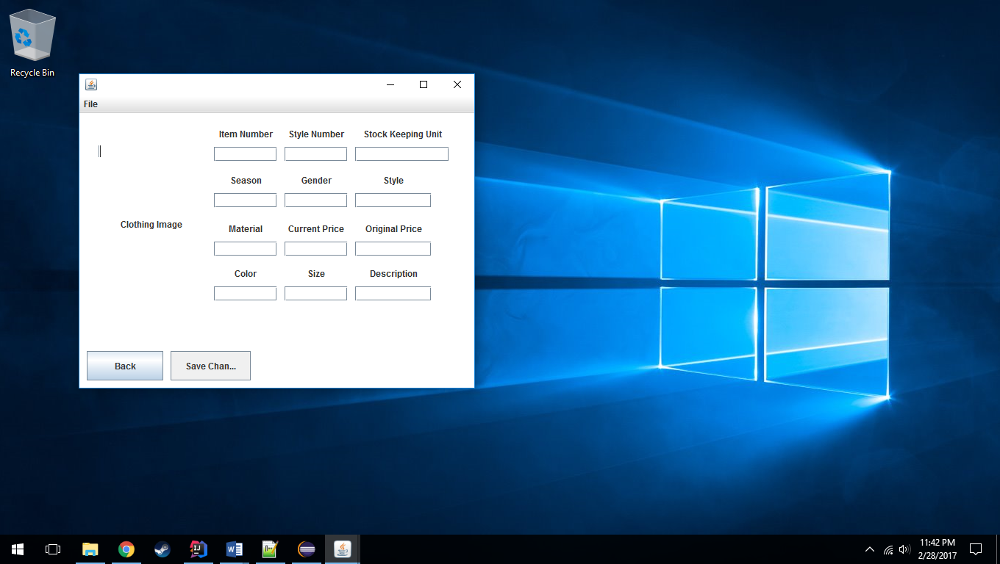 Recycle Bin
File
Item Number Style Number Stock Keeping Unit
Season Gender Style
Clothing Image
Material Current Price Original Price
Color Size Description
Back Save Chan...
11:42 PM
2/28/2017